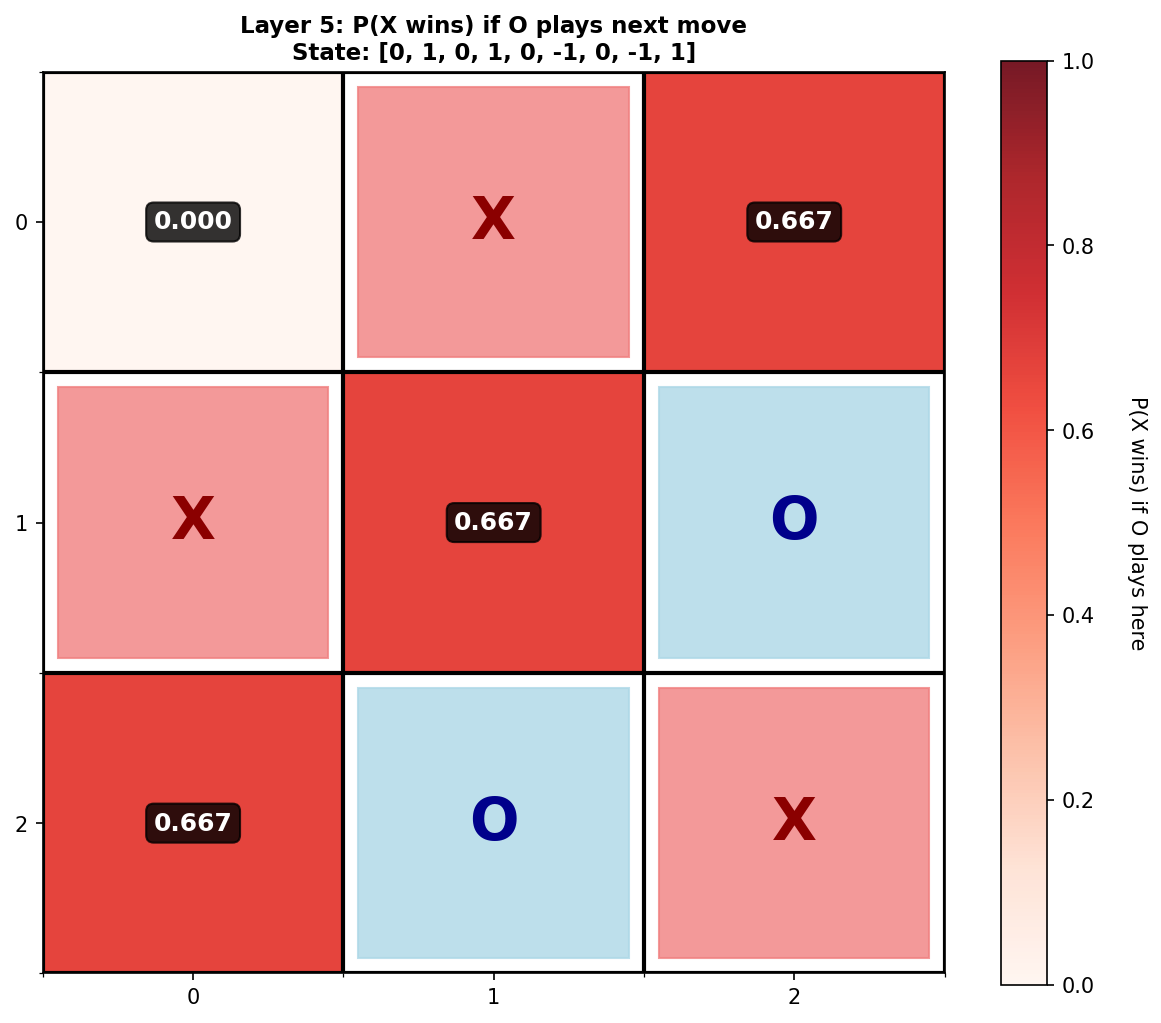 Layer 5: P(X wins) if O plays next move
State: [0, 1, 0, 1, 0, -1, 0, -1, 1]
0
0.000
X
0.667
1
X
0.667
O
2
0.667
O
X
0
1
2
1.0
0.8
0.6
0.4
0.2
0.0
P(X wins) if O plays here